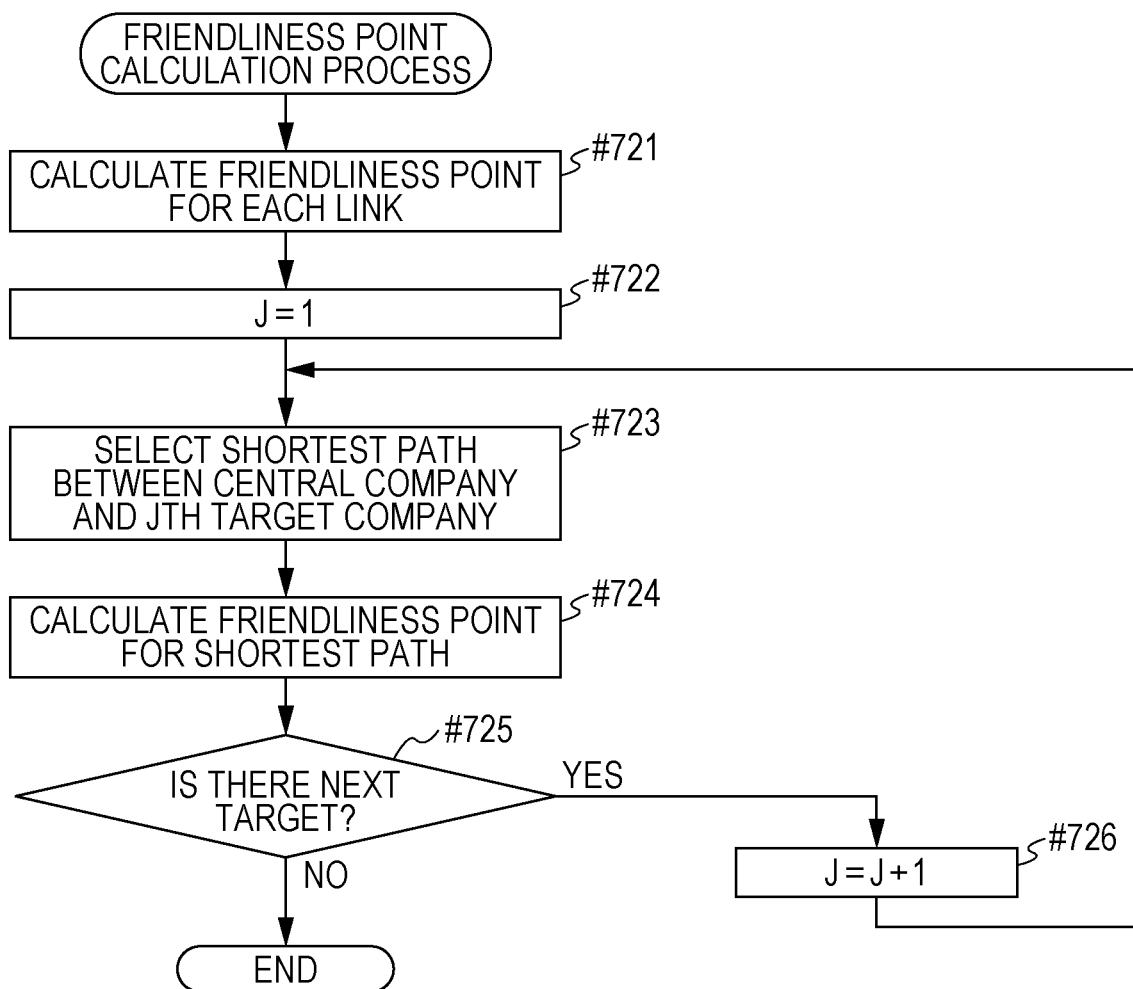 FRIENDLINESS POINT
CALCULATION PROCESS
#721
CALCULATE FRIENDLINESS POINT
FOR EACH LINK
#722
J=1
#723
SELECT SHORTEST PATH
BETWEEN CENTRAL COMPANY
AND JTH TARGET COMPANY
#724
CALCULATE FRIENDLINESS POINT
FOR SHORTEST PATH
#725
IS THERE NEXT
TARGET?
YES
#726
J=J+1
NO
END